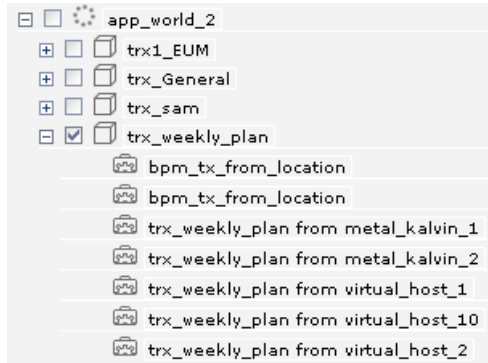 app_world_2
trx1_EUM
trx_General
trx_sam
trx_weekly_plan
bpm_tx_from_location
bpm_tx_from_location
trx_weekly_plan from metal_kalvin_1
trx_weekly_plan from metal_kalvin_2
trx_weekly_plan from virtual_host_1
trx_weekly_plan from virtual_host_10
trx_weekly_plan from virtual_host_2